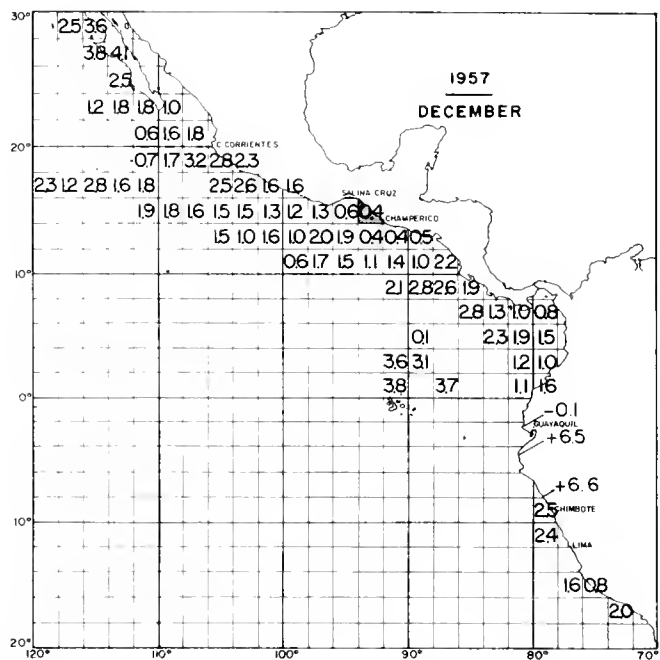 30°
2.5 3.6
3.8 4.1
2.5
1957
DECEMBER
1.2 1.8 1.8 1.0
0.6 1.6 1.8
20°
C. CORRIENTES
-0.7 1.7 3.2 2.8 2.3
2.3 1.2 2.8 1.6 1.8 2.5 2.6 1.6 1.6
SALINA CRUZ
1.9 1.8 1.6 1.5 1.5 1.3 1.2 1.3 0.6 0.4
CHAMPERICO
1.5 1.0 1.6 1.0 2.0 1.9 0.4 0.4 0.5
0.6 1.7 1.5 1.1 1.4 1.0 2.2
10°
2.1 2.8 2.6 1.9
2.8 1.3 1.0 0.8
0.1 2.3 1.9 1.5
3.6 3.1 1.2 1.0
3.8 3.7 1.1 1.6
0°
-0.1
GUAYAQUIL
+6.5
+6.6
2.5 CHIMBOTE
10°
2.4
LIMA
1.6 0.8
2.0
20°
120° 110° 100° 90° 80° 70°